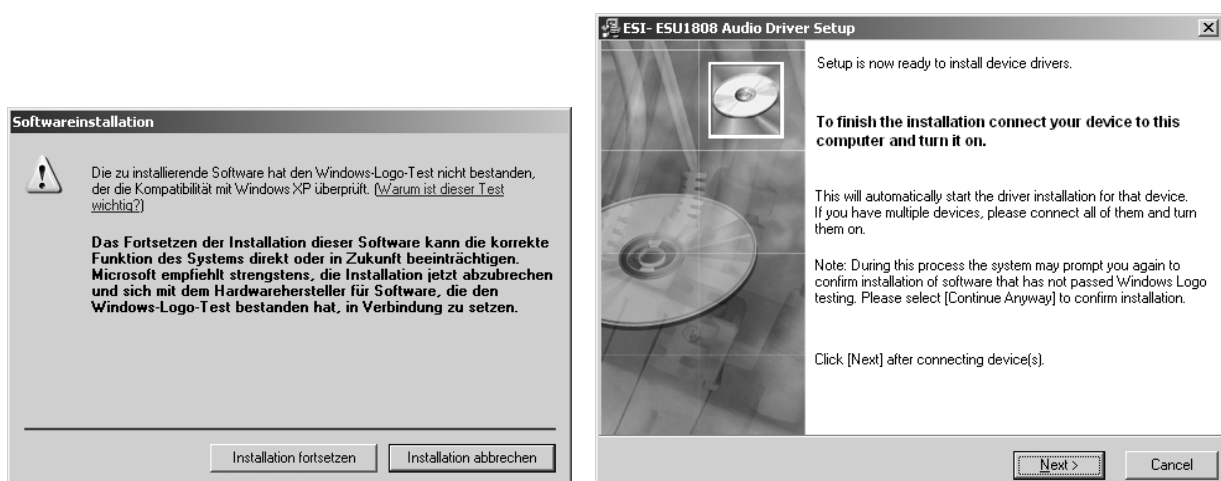 Softwareinstallation
Die zu installierende Software hat den Windows-Logo-Test nicht bestanden,
der die Kompatibilität mit Windows XP überprüft. (Warum ist dieser Test
wichtig?)
Das Fortsetzen der Installation dieser Software kann die korrekte
Funktion des Systems direkt oder in Zukunft beeinträchtigen.
Microsoft empfiehlt strengstens, die Installation jetzt abzubrechen
und sich mit dem Hardwarehersteller für Software, die den
Windows-Logo-Test bestanden hat, in Verbindung zu setzen.
Installation fortsetzen
Installation abbrechen
ESI- ESU1808 Audio Driver Setup
Setup is now ready to install device drivers.
To finish the installation connect your device to this
computer and turn it on.
This will automatically start the driver installation for that device.
If you have multiple devices, please connect all of them and turn
them on.
Note: During this process the system may prompt you again to
confirm installation of software that has not passed Windows Logo
testing. Please select [Continue Anyway] to confirm installation.
Click [Next] after connecting device(s).
Next >
Cancel